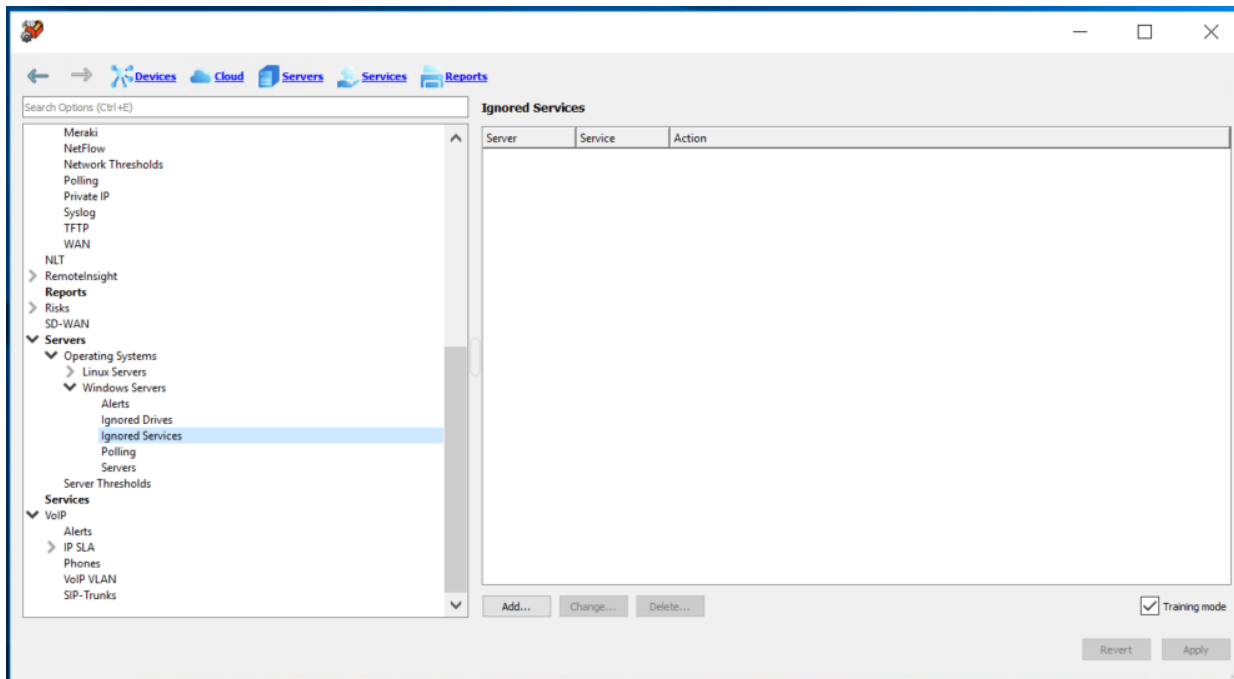 Devices Cloud Servers Services Reports
Search Options (Ctrl+E)
Meraki
NetFlow
Network Thresholds
Polling
Private IP
Syslog
TFTP
WAN
NLT
RemoteInsight
Reports
Risks
SD-WAN
Servers
Operating Systems
Linux Servers
Windows Servers
Alerts
Ignored Drives
Ignored Services
Polling
Servers
Server Thresholds
Services
VoIP
Alerts
IP SLA
Phones
VoIP VLAN
SIP-Trunks
Ignored Services
Server Service Action
Add... Change... Delete... Training mode
Revert Apply